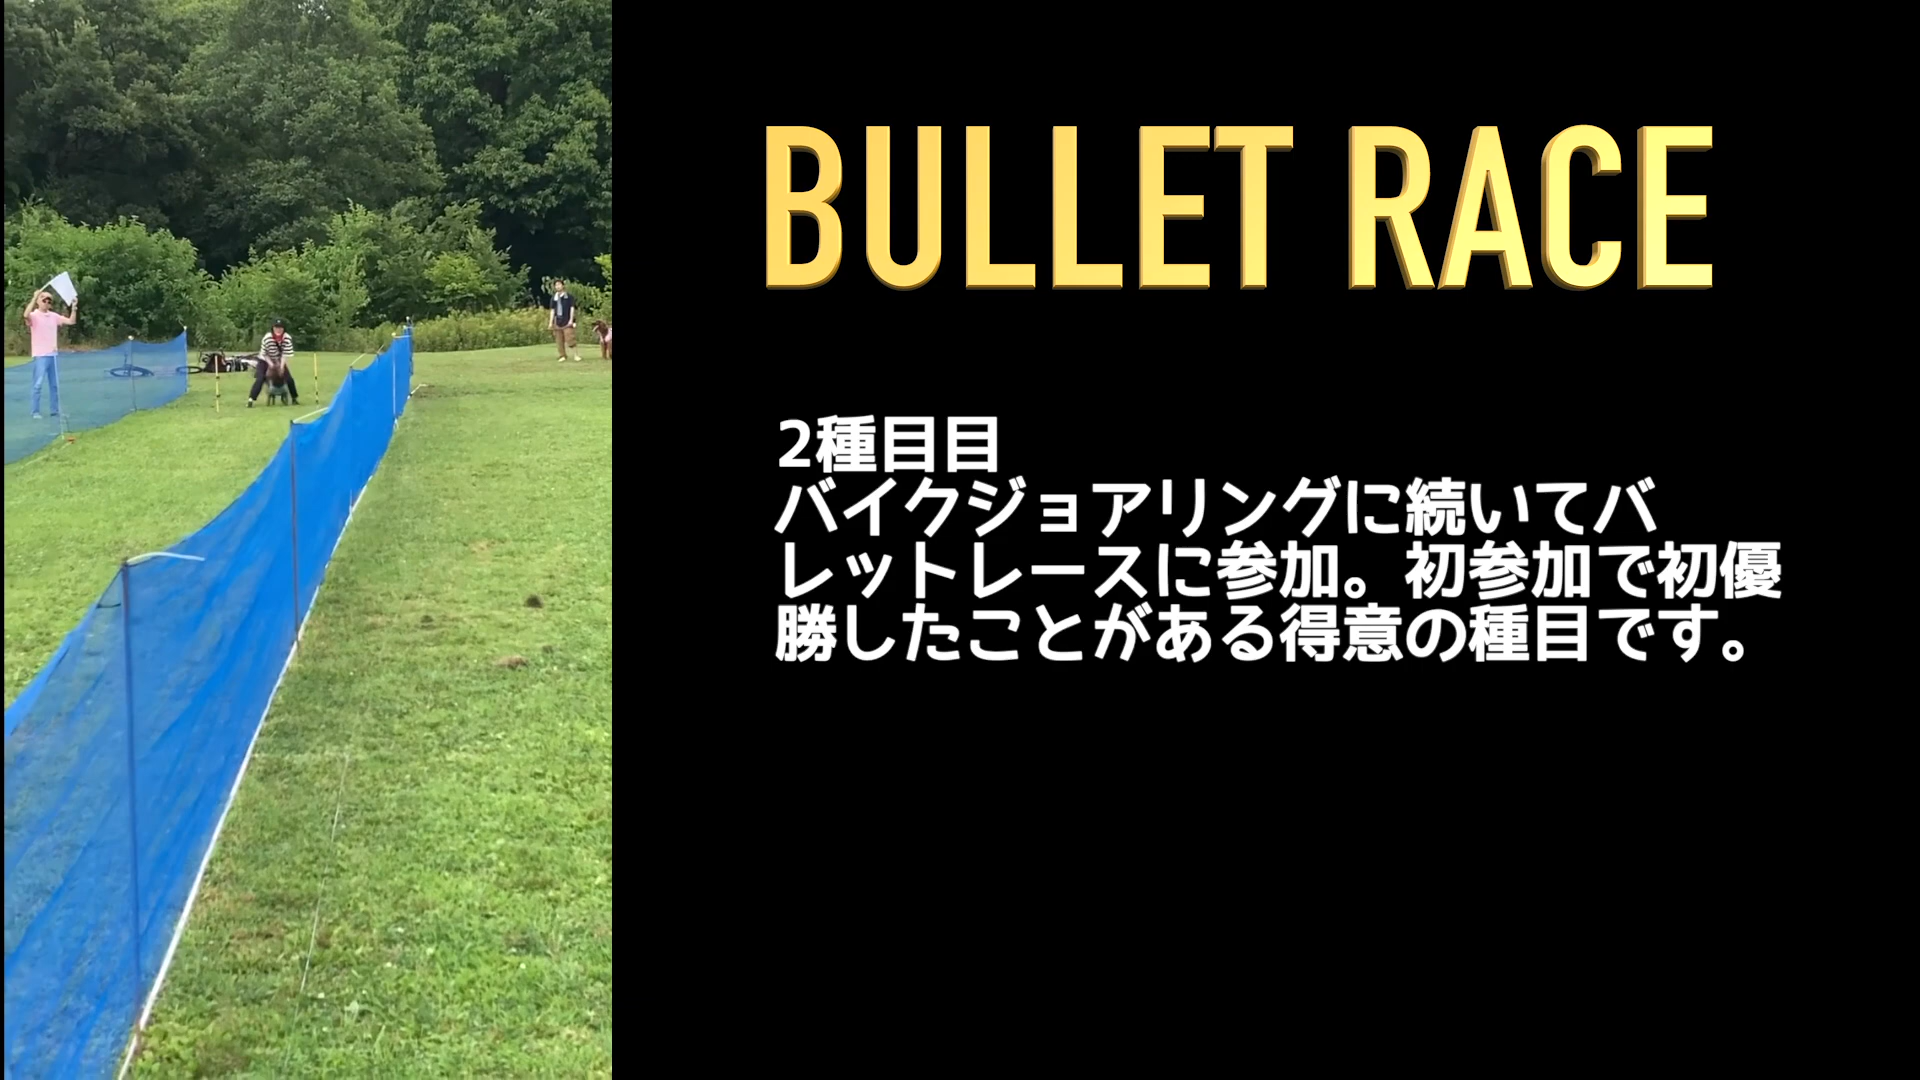 BULLET RACE
2種目目
バイクジョアリングに続いてバ
レットレースに参加。初参加で初優
勝したことがある得意の種目です。